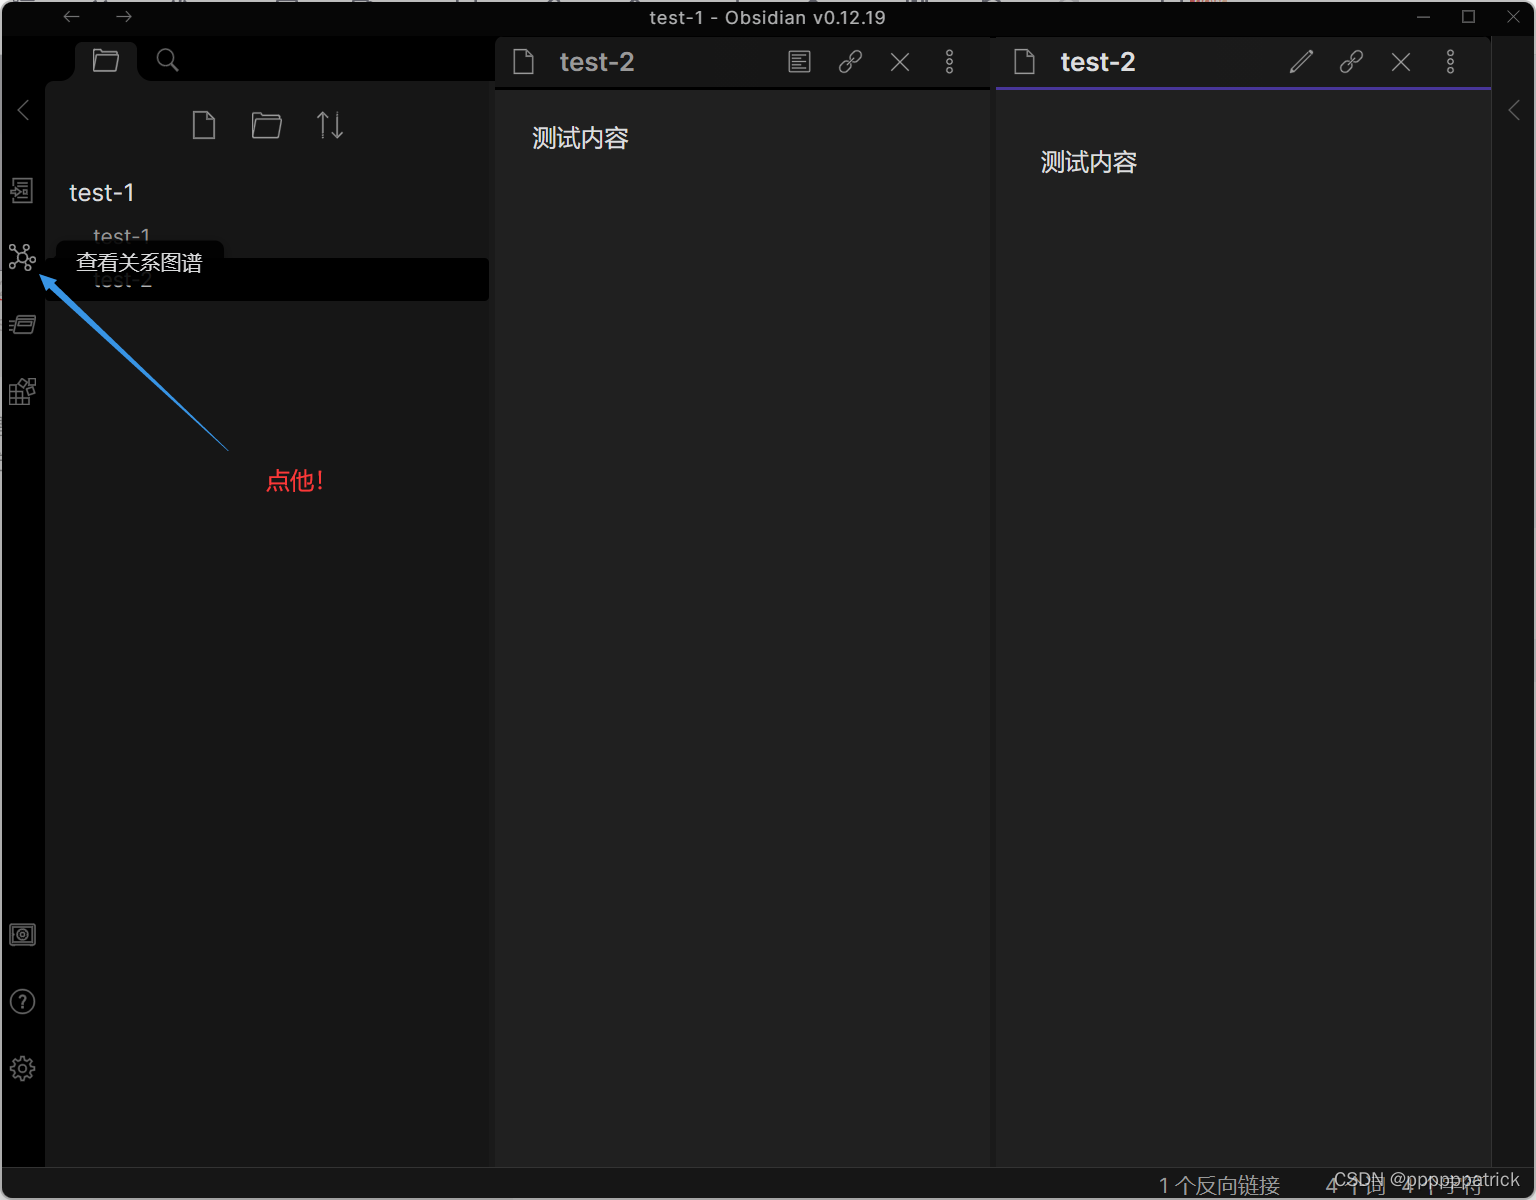 test-1 - Obsidian v0.12.19
test-2
test-2
测试内容
测试内容
test-1
test-1
查看关系图谱
test-2
点他！
1 个反向链接
4 个词
4 个字符
CSDN @ppopppatrick